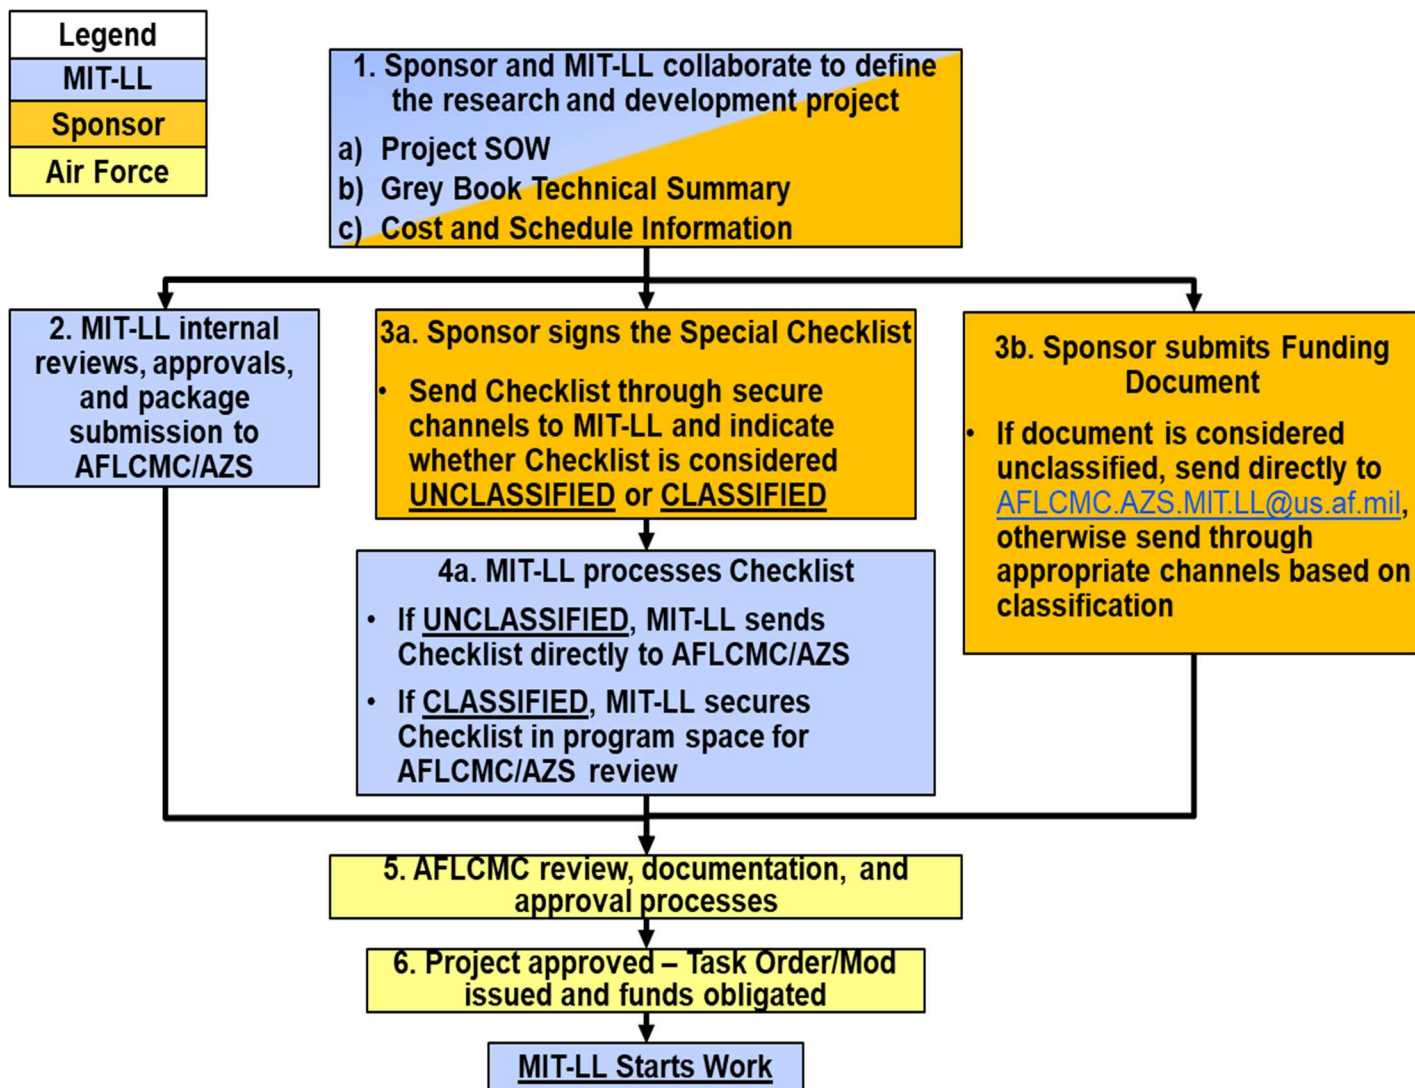 Legend
MIT-LL
Sponsor
Air Force
1. Sponsor and MIT-LL collaborate to define
the research and development project
a) Project SOW
b) Grey Book Technical Summary
c) Cost and Schedule Information
2. MIT-LL internal
reviews, approvals,
and package
submission to
AFLCMC/AZS
3a. Sponsor signs the Special Checklist
• Send Checklist through secure
channels to MIT-LL and indicate
whether Checklist is considered
UNCLASSIFIED or CLASSIFIED
3b. Sponsor submits Funding
Document
• If document is considered
unclassified, send directly to
AFLCMC.AZS.MIT.LL@us.af.mil,
otherwise send through
appropriate channels based on
classification
4a. MIT-LL processes Checklist
• If UNCLASSIFIED, MIT-LL sends
Checklist directly to AFLCMC/AZS
• If CLASSIFIED, MIT-LL secures
Checklist in program space for
AFLCMC/AZS review
5. AFLCMC review, documentation, and
approval processes
6. Project approved – Task Order/Mod
issued and funds obligated
MIT-LL Starts Work